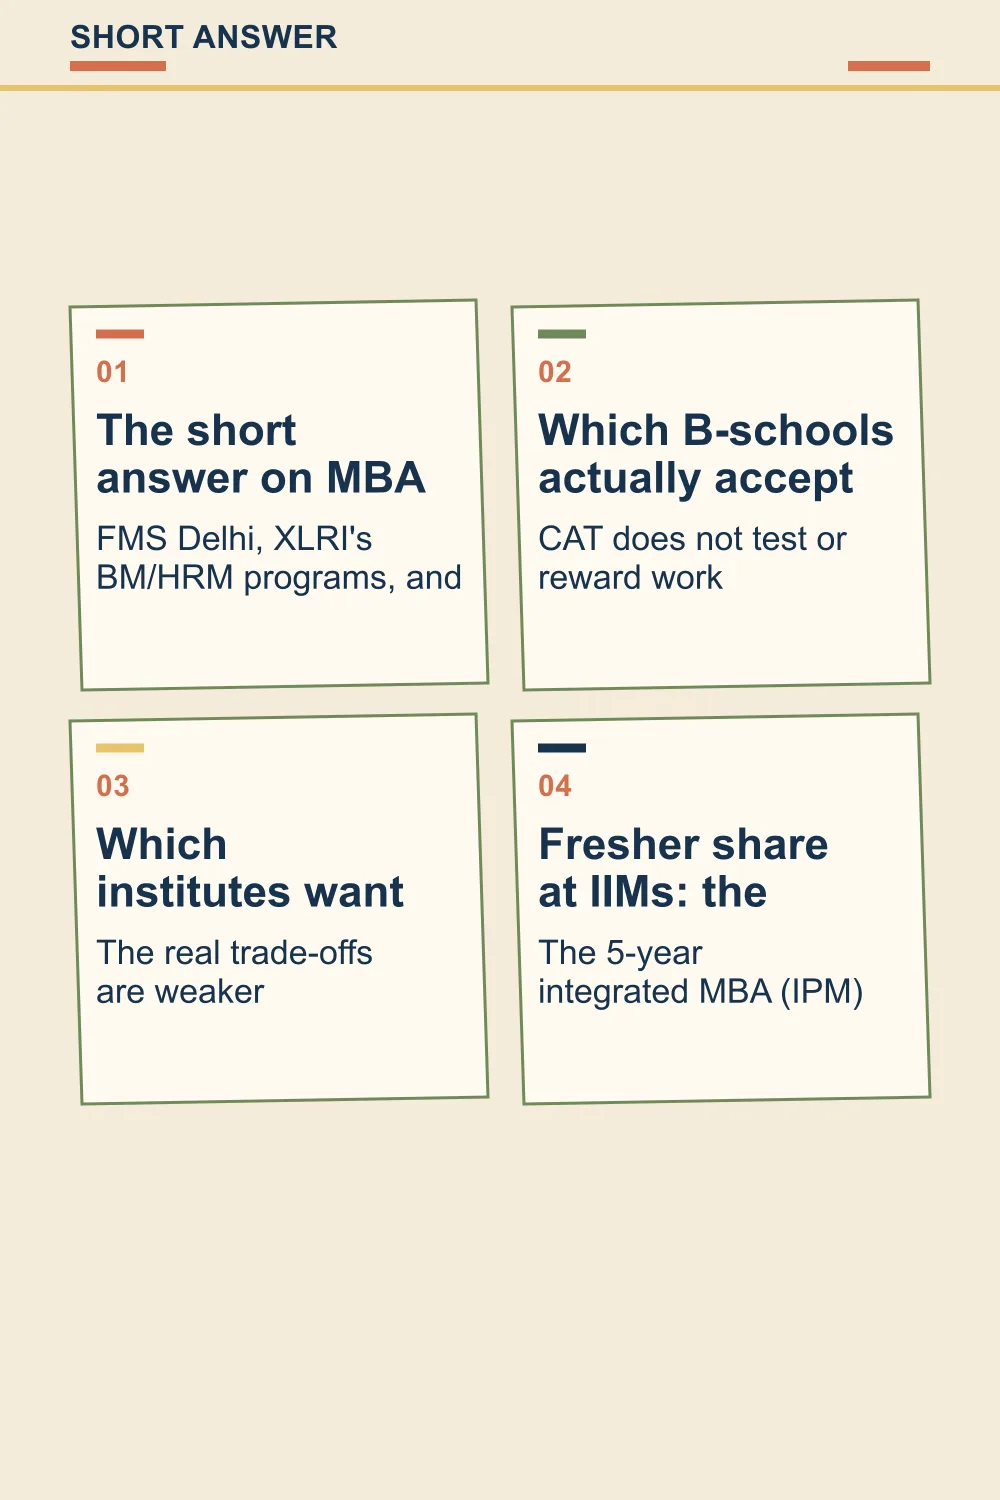 SHORT ANSWER
01
The short
answer on MBA
FMS Delhi, XLRI's
BM/HRM programs, and
02
Which B-schools
actually accept
CAT does not test or
reward work
03
Which
institutes want
The real trade-offs
are weaker
04
Fresher share
at IIMs: the
The 5-year
integrated MBA (IPM)